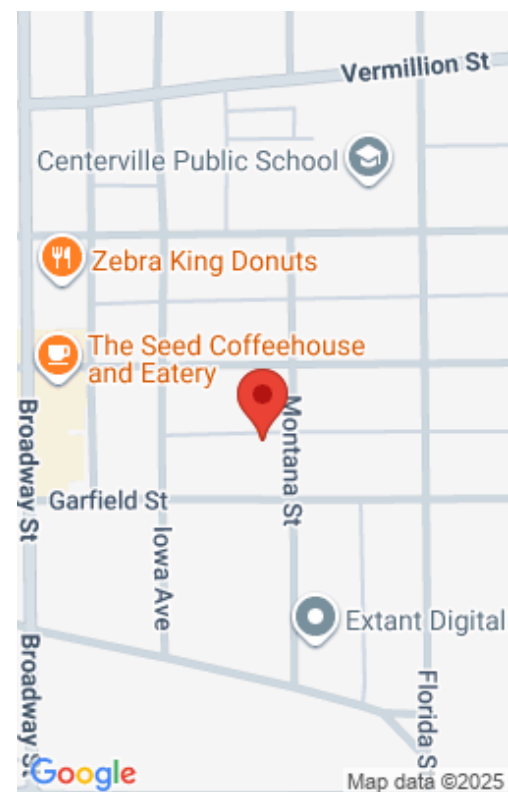 Vermillion St
Centerville Public School
Zebra King Donuts
The Seed Coffeehouse
and Eatery
Broadway St
Montana St
Garfield St
Iowa Ave
Extant Digital
Broadway St
Florida St
Google
Map data ©2025